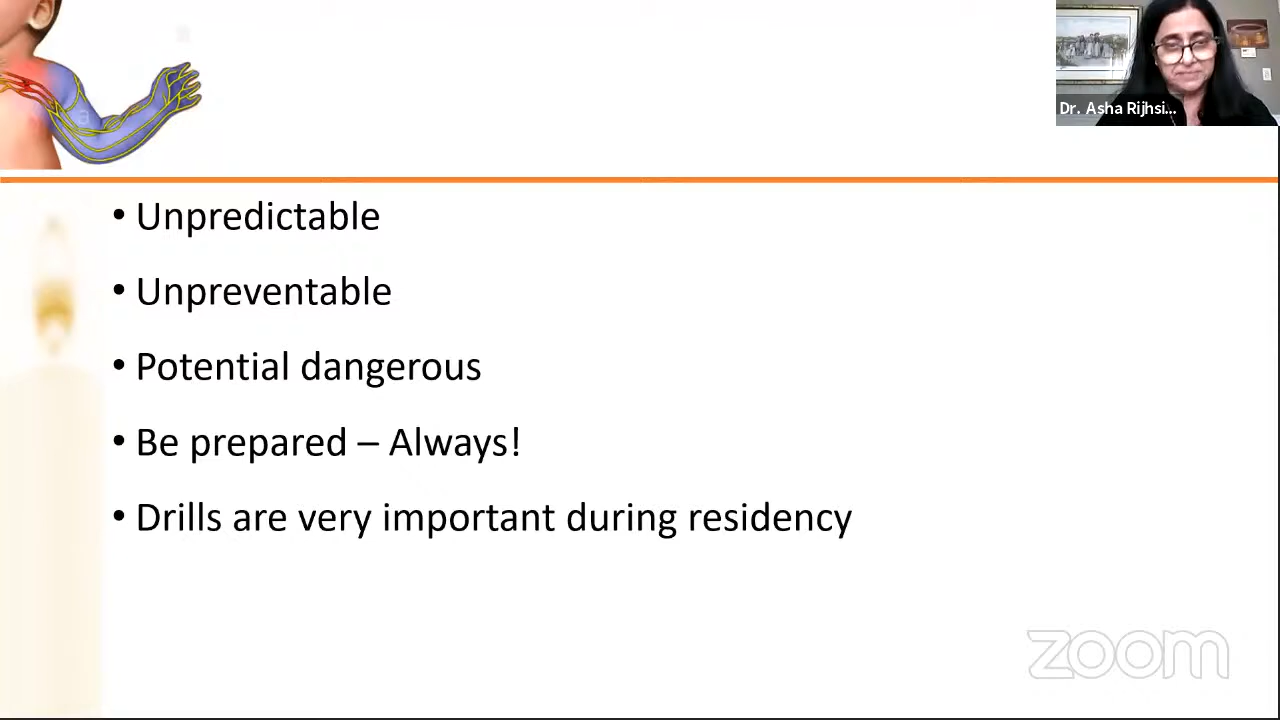 Dr. Asha Rijhsi...
• Unpredictable
• Unpreventable
• Potential dangerous
• Be prepared – Always!
• Drills are very important during residency
zoom